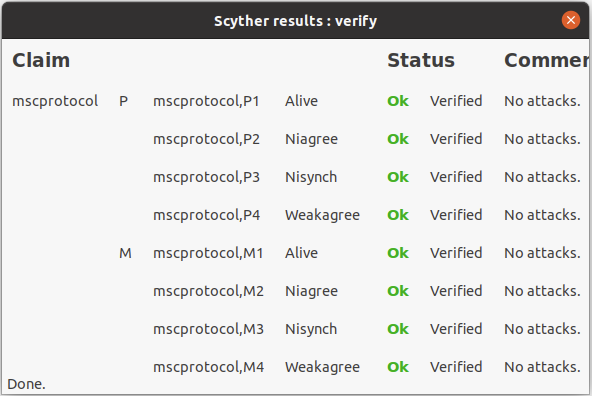 Scyther results : verify
Claim Status Commen
mscprotocol P mscprotocol,P1 Alive Ok Verified No attacks.
mscprotocol,P2 Niagree Ok Verified No attacks.
mscprotocol,P3 Nisynch Ok Verified No attacks.
mscprotocol,P4 Weakagree Ok Verified No attacks.
M mscprotocol,M1 Alive Ok Verified No attacks.
mscprotocol,M2 Niagree Ok Verified No attacks.
mscprotocol,M3 Nisynch Ok Verified No attacks.
mscprotocol,M4 Weakagree Ok Verified No attacks.
Done.